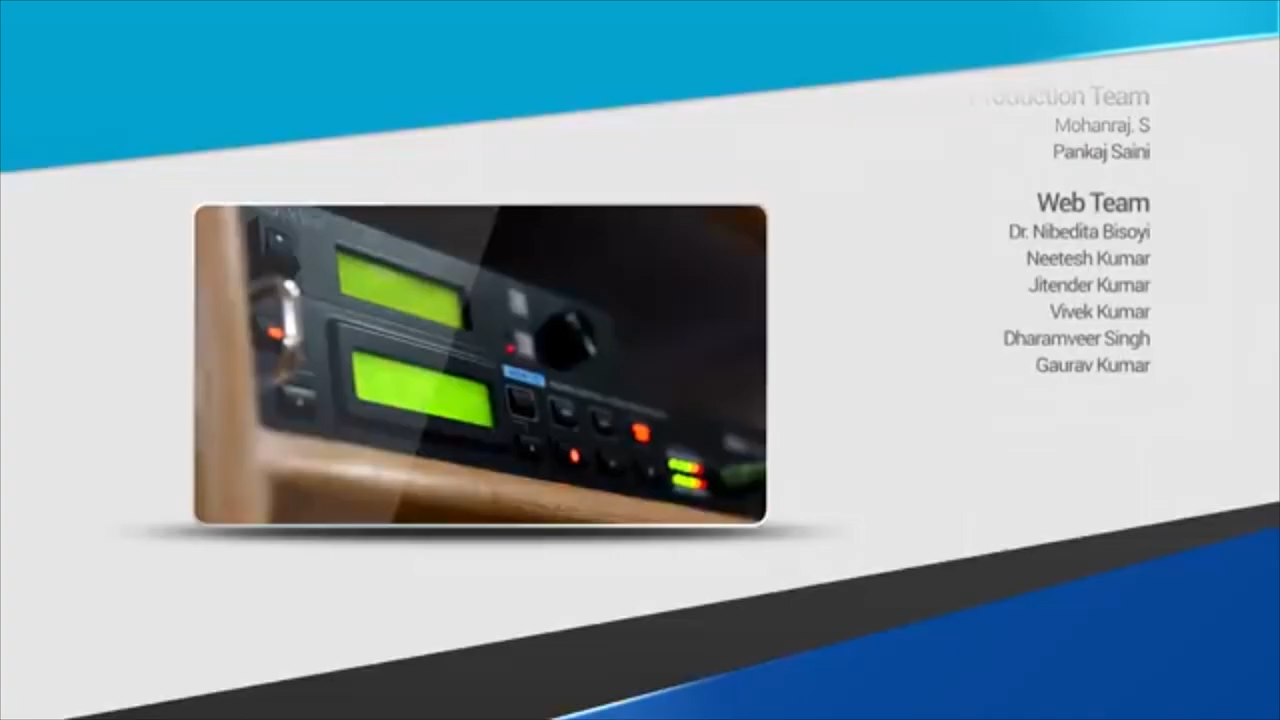 Production Team
Mohanraj. S
Pankaj Saini
Web Team
Dr. Nibedita Bisoyi
Neetesh Kumar
Jitender Kumar
Vivek Kumar
Dharamveer Singh
Gaurav Kumar